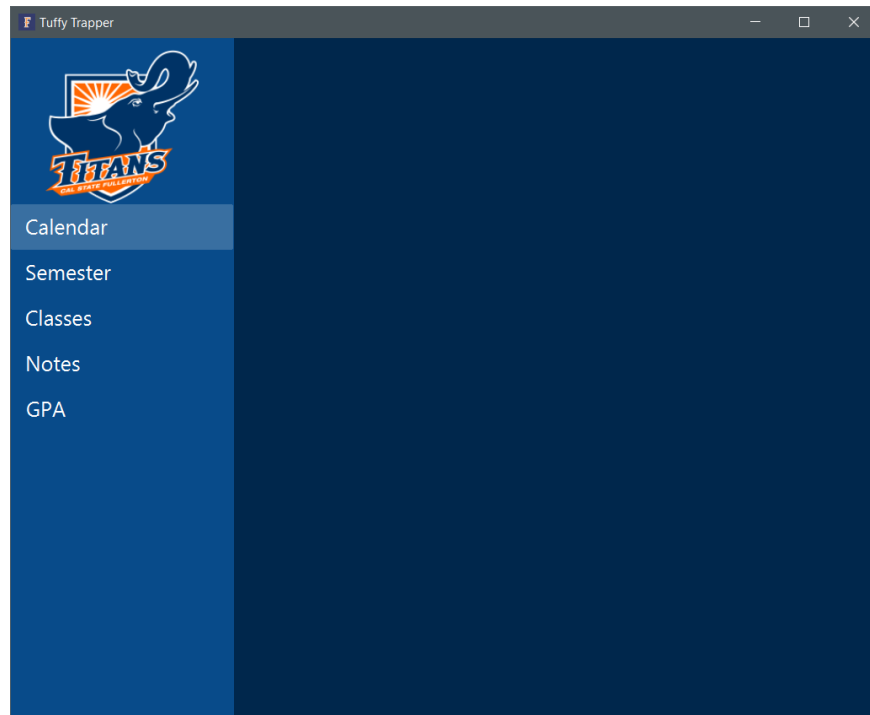 Tuffy Trapper
TITANS
CAL STATE FULLERTON
Calendar
Semester
Classes
Notes
GPA